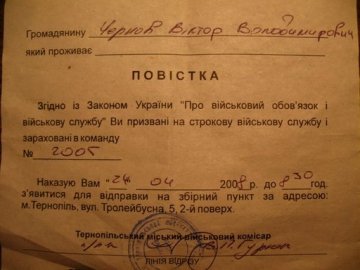 Громадянину Чернов Віктор Володимирович
який проживає
ПОВІСТКА
Згідно із Законом України "Про військовий обов'язок і
військову службу" Ви призвані на строкову військову службу і
зараховані в команду
№ 2005
Наказую Вам "24" 04 2008 р. до 8 30 год.
з'явитися для відправки на збірний пункт за адресою:
м.Тернопіль, вул. Тролейбусна, 5, 2-й поверх.
Тернопільський міський військовий комісар
п/п-к
ЛІНІЯ ВІДРІЗУ